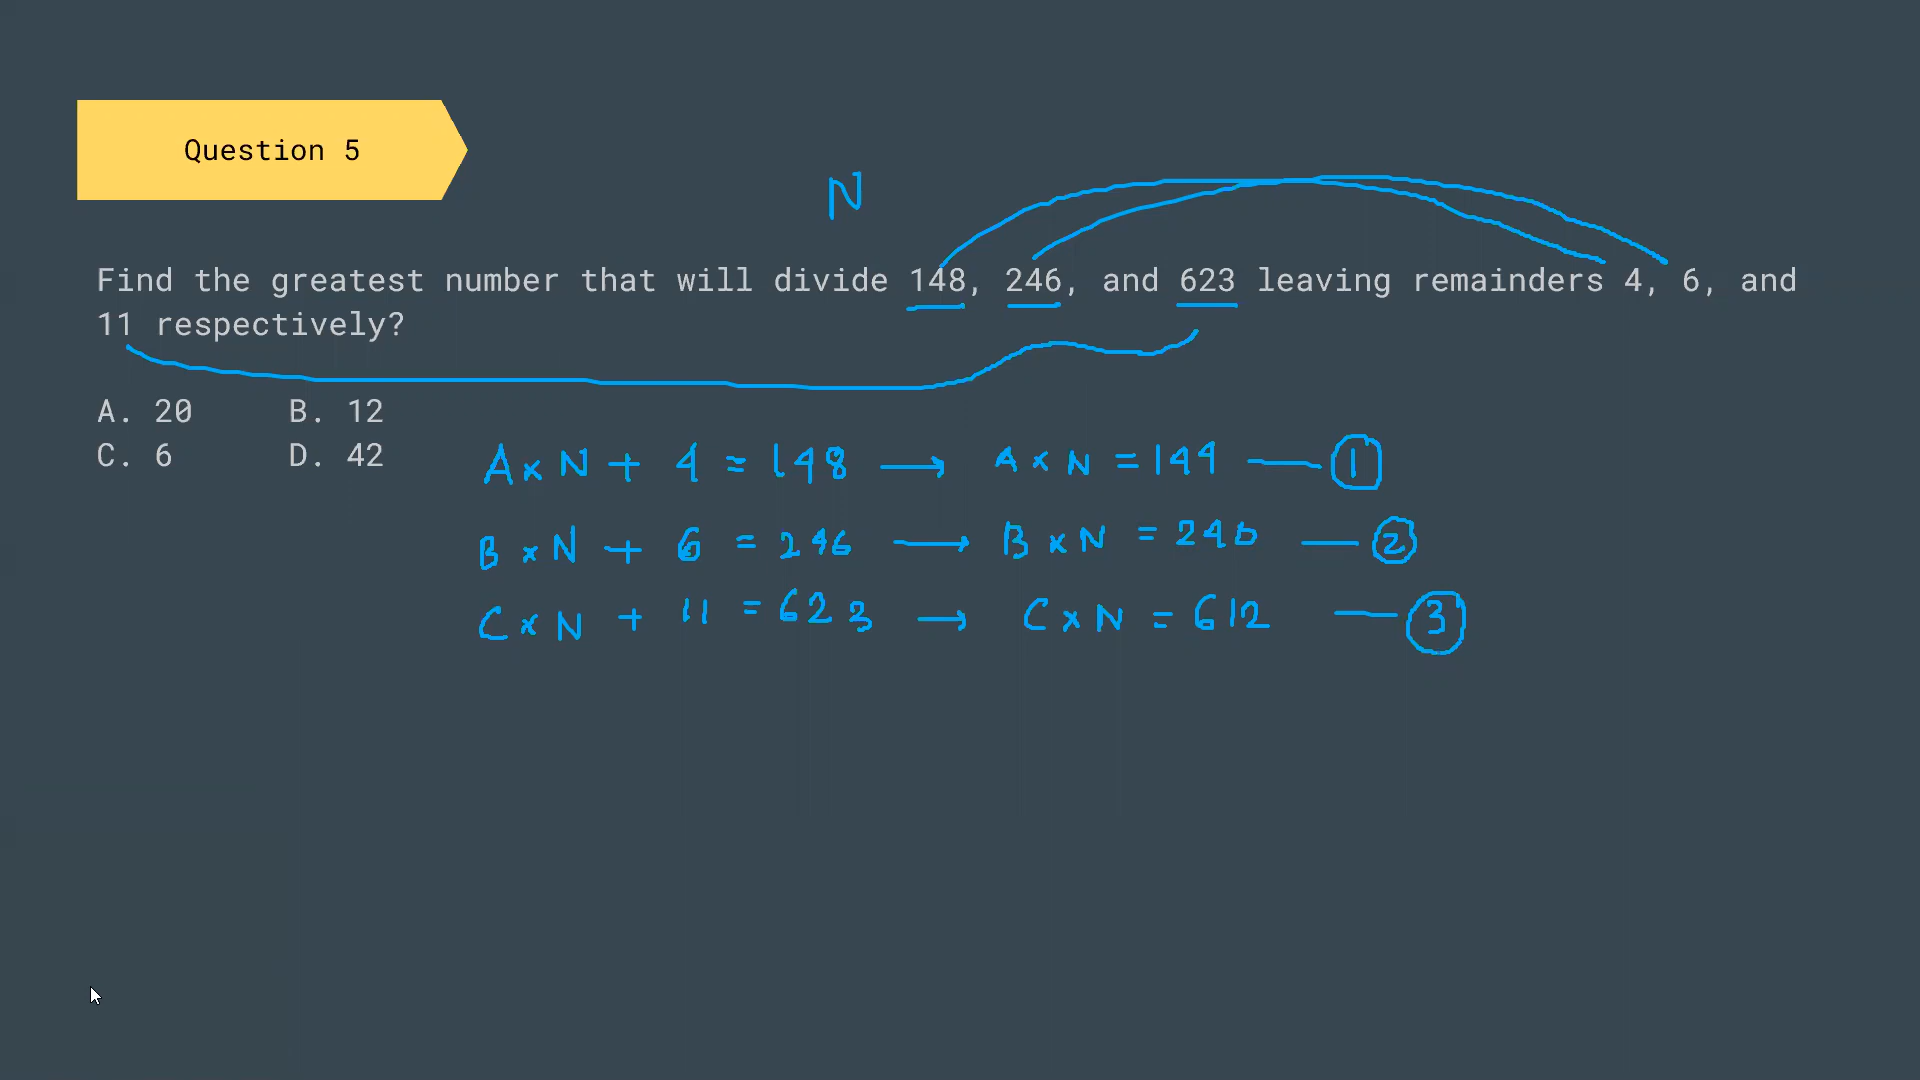 Question 5
N
Find the greatest number that will divide 148, 246, and 623 leaving remainders 4, 6, and
11 respectively?
A. 20 B. 12
C. 6 D. 42
A x N + 4 = 148 → A x N = 144 — 1
B x N + 6 = 246 → B x N = 240 — 2
C x N + 11 = 623 → C x N = 612 — 3